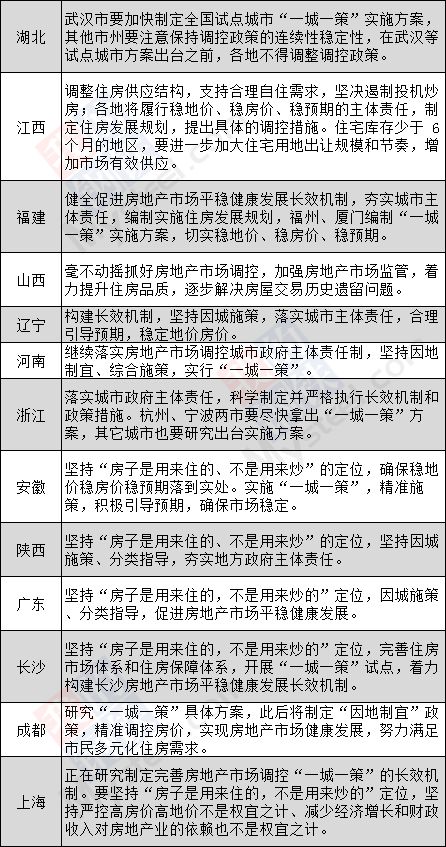 湖北
武汉市要加快制定全国试点城市“一城一策”实施方案，
其他市州要注意保持调控政策的连续性稳定性，在武汉等
试点城市方案出台之前，各地不得调整调控政策。
江西
调整住房供应结构，支持合理自住需求，坚决遏制投机炒
房；各地将履行稳地价、稳房价、稳预期的主体责任，制
定住房发展规划，提出具体的调控措施。住宅库存少于 6
个月的地区，要进一步加大住宅用地出让规模和节奏，增
加市场有效供应。
福建
健全促进房地产市场平稳健康发展长效机制，夯实城市主
体责任，编制实施住房发展规划，福州、厦门编制“一城
一策”实施方案，切实稳地价、稳房价、稳预期。
山西
毫不动摇抓好房地产市场调控，加强房地产市场监管，着
力提升住房品质，逐步解决房屋交易历史遗留问题。
辽宁
构建长效机制，坚持因城施策，落实城市主体责任，合理
引导预期，稳定地价房价。
河南
继续落实房地产市场调控城市政府主体责任制，坚持因地
制宜、综合施策，实行“一城一策”。
浙江
落实城市政府主体责任，科学制定并严格执行长效机制和
政策措施。杭州、宁波两市要尽快拿出“一城一策”方
案，其它城市也要研究出台实施方案。
安徽
坚持“房子是用来住的、不是用来炒”的定位，确保稳地
价稳房价稳预期落到实处。实施“一城一策”，精准施
策，积极引导预期，确保市场稳定。
陕西
坚持“房子是用来住的、不是用来炒”的定位，坚持因城
施策、分类指导，夯实地方政府主体责任。
广东
坚持“房子是用来住的、不是用来炒的”定位，因城施策
、分类指导，促进房地产市场平稳健康发展。
长沙
坚持“房子是用来住的、不是用来炒的”定位，完善住房
市场体系和住房保障体系，开展“一城一策”试点，着力
构建长沙房地产市场平稳健康发展长效机制。
成都
研究“一城一策”具体方案，此后将制定“因地制宜”政
策，精准调控房价，实现房地产市场健康发展，努力满足
市民多元化住房需求。
上海
正在研究制定完善房地产市场调控“一城一策”的长效机
制。要坚持“房子是用来住的，不是用来炒的”定位，坚
持严控高房价高地价不是权宜之计、减少经济增长和财政
收入对房地产业的依赖也不是权宜之计。